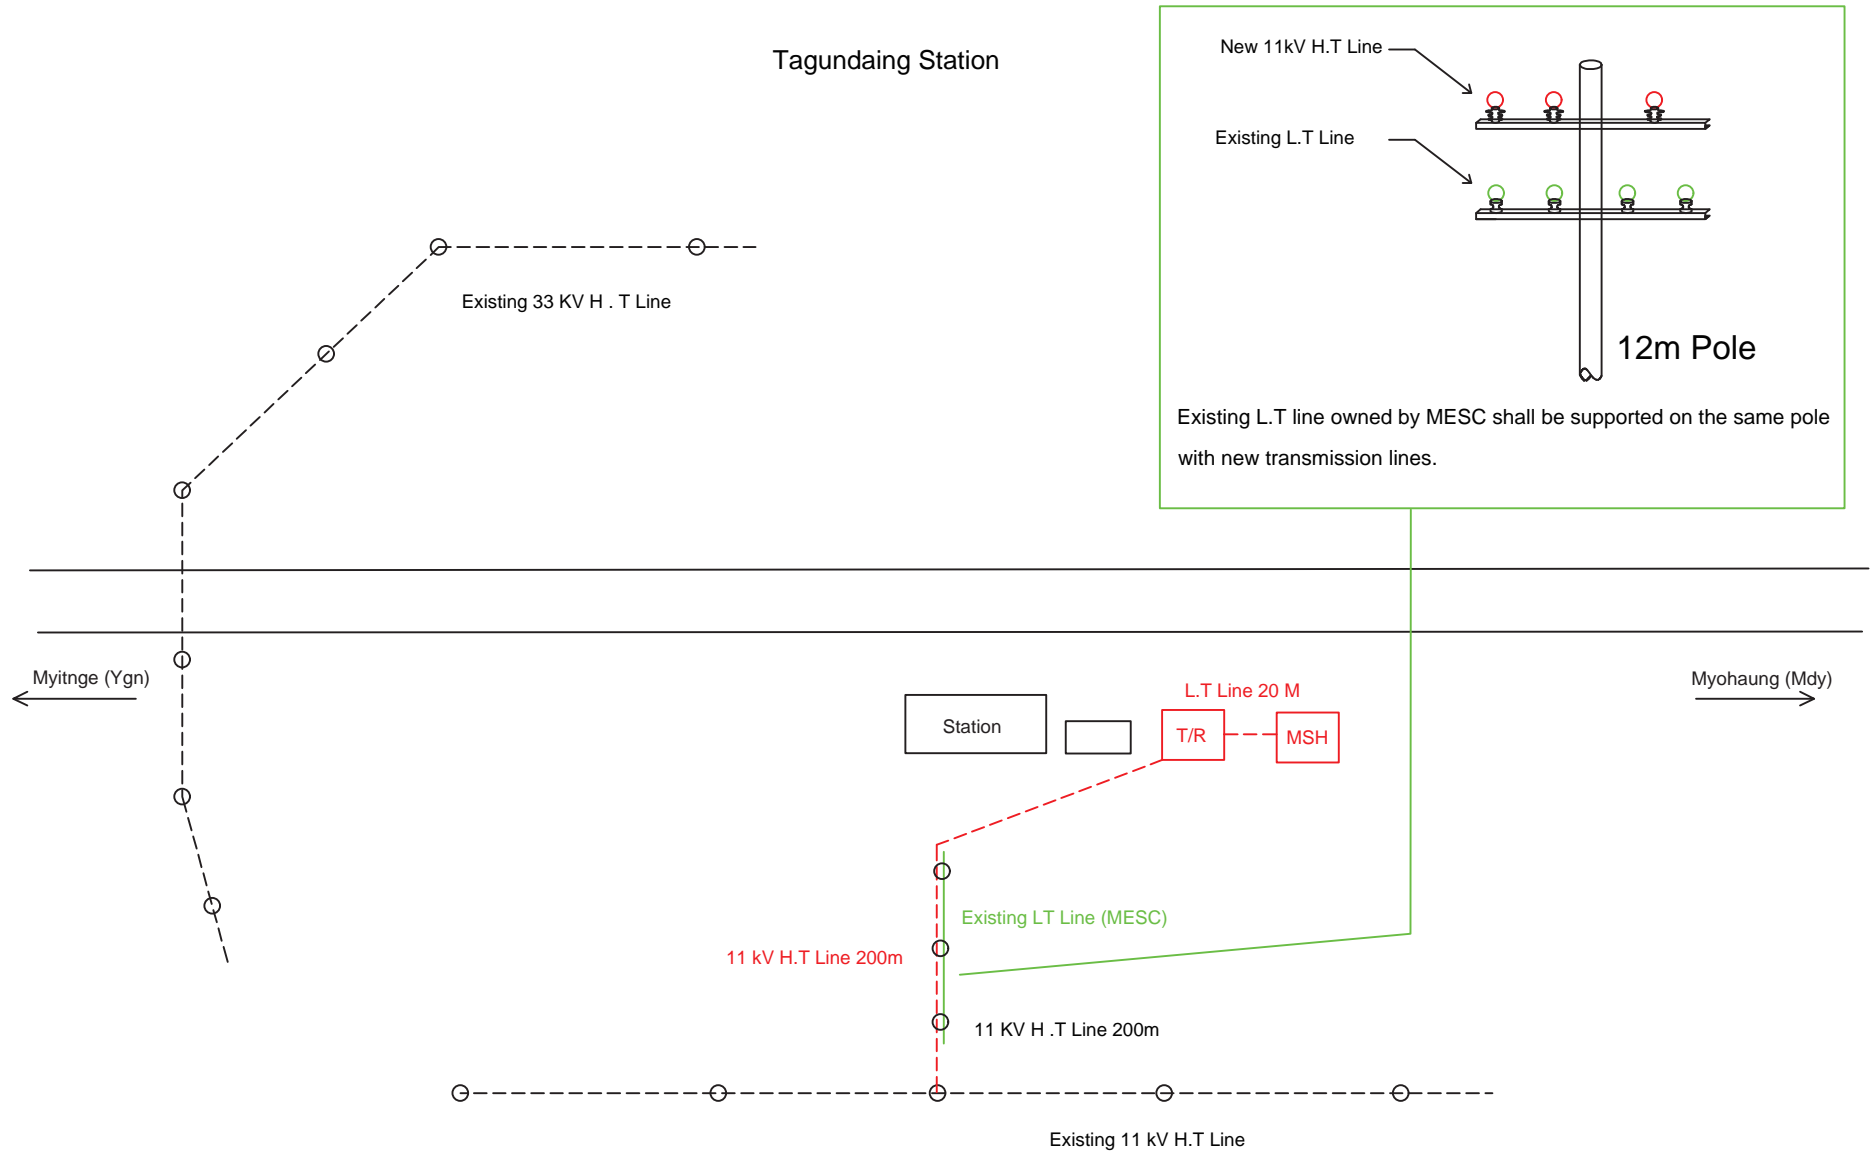 Tagundaing Station
New 11kV H.T Line
Existing L.T Line
12m Pole
Existing L.T line owned by MESC shall be supported on the same pole
with new transmission lines.
Existing 33 KV H . T Line
Myitnge (Ygn)
Myohaung (Mdy)
L.T Line 20 M
Station
T/R
MSH
Existing LT Line (MESC)
11 kV H.T Line 200m
11 KV H .T Line 200m
Existing 11 kV H.T Line